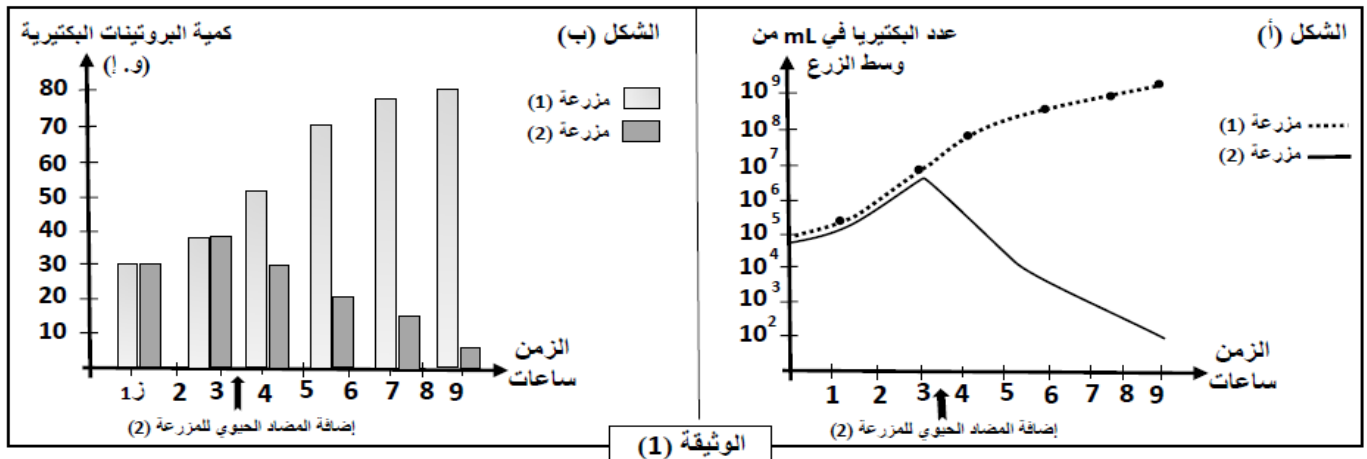 الشكل (أ)
عدد البكتيريا في mL من
وسط الزرع
10⁹
10⁸
10⁷
10⁶
10⁵
10⁴
10³
10²
مزرعة (1)
مزرعة (2)
1 2 3 4 5 6 7 8 9
الزمن
ساعات
إضافة المضاد الحيوي للمزرعة (2)
الشكل (ب)
كمية البروتينات البكتيرية
(و. إ)
80
70
60
50
40
30
20
10
مزرعة (1)
مزرعة (2)
ز1 2 3 4 5 6 7 8 9
الزمن
ساعات
إضافة المضاد الحيوي للمزرعة (2)
الوثيقة (1)